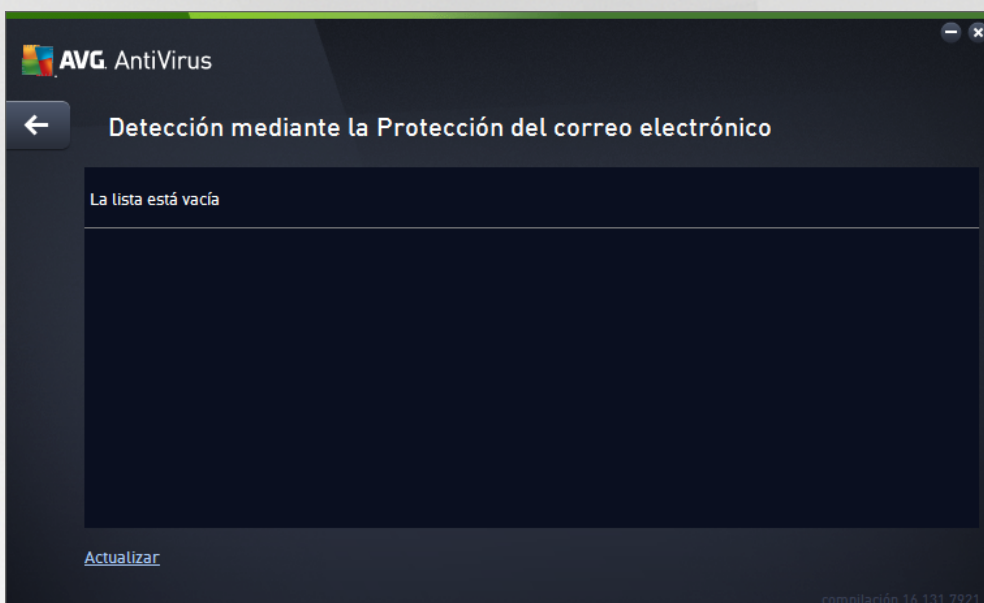 AVG. AntiVirus
Detección mediante la Protección del correo electrónico
La lista está vacía
Actualizar
compilación 16.131.7921